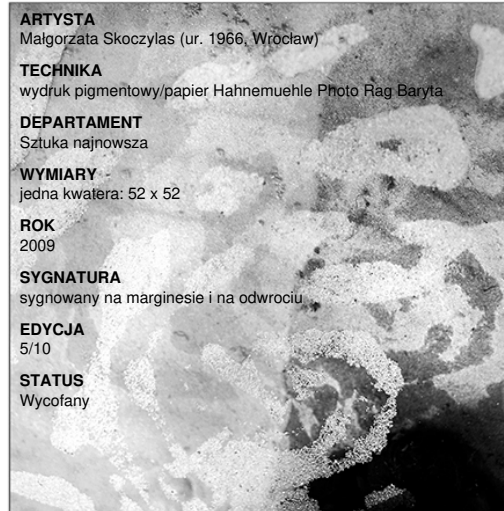 ARTYSTA
Małgorzata Skoczylas (ur. 1966, Wrocław)
TECHNIKA
wydruk pigmentowy/papier Hahnemuehle Photo Rag Baryta
DEPARTAMENT
Sztuka najnowsza
WYMIARY
jedna kwatera: 52 x 52
ROK
2009
SYGNATURA
sygnowany na marginesie i na odwrociu
EDYCJA
5/10
STATUS
Wycofany